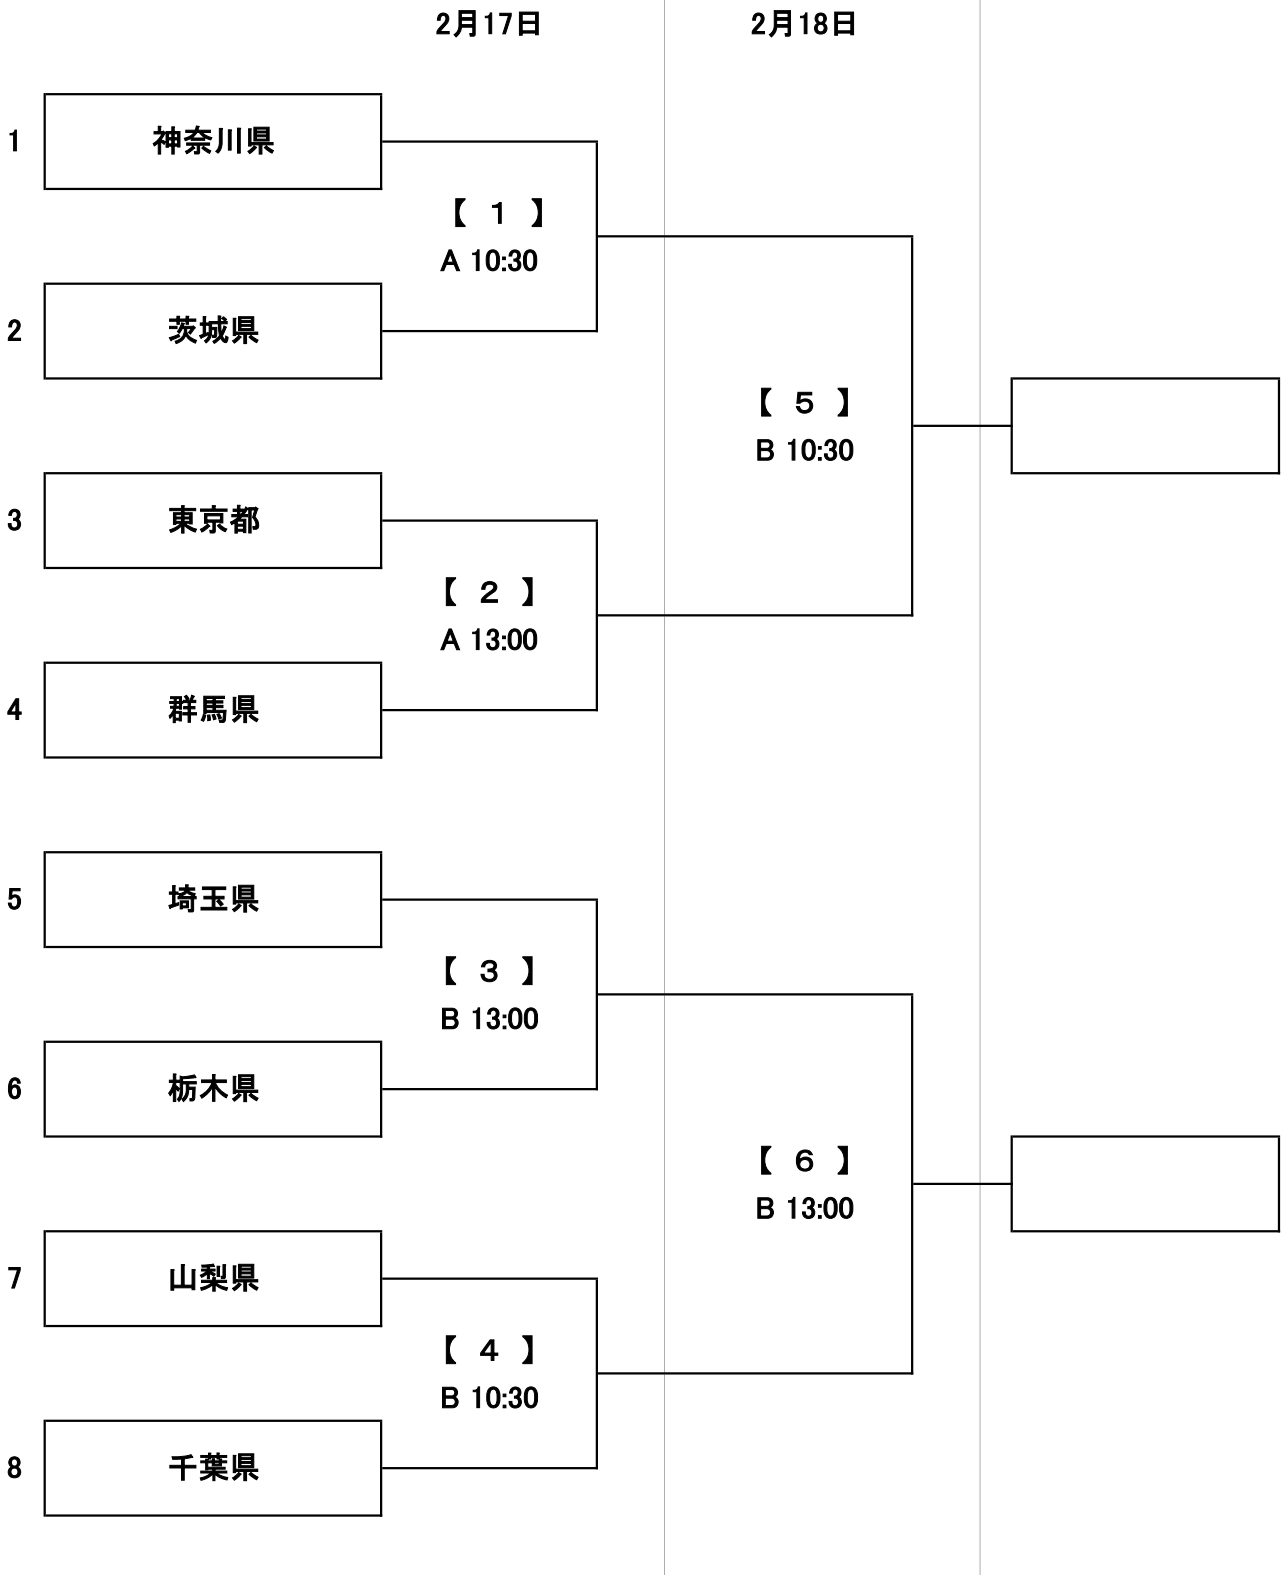 2月17日
2月18日
1
神奈川県
【 1 】
A 10:30
2
茨城県
3
東京都
【 2 】
A 13:00
4
群馬県
【 5 】
B 10:30
5
埼玉県
【 3 】
B 13:00
6
栃木県
7
山梨県
【 4 】
B 10:30
8
千葉県
【 6 】
B 13:00